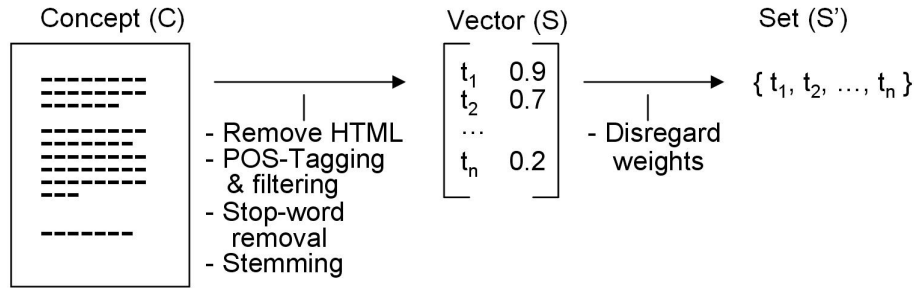 Concept (C)
Vector (S)
Set (S’)
t1 0.9
t2 0.7
...
tn 0.2
{ t1, t2, ..., tn }
- Remove HTML
- POS-Tagging
& filtering
- Stop-word
removal
- Stemming
- Disregard
weights